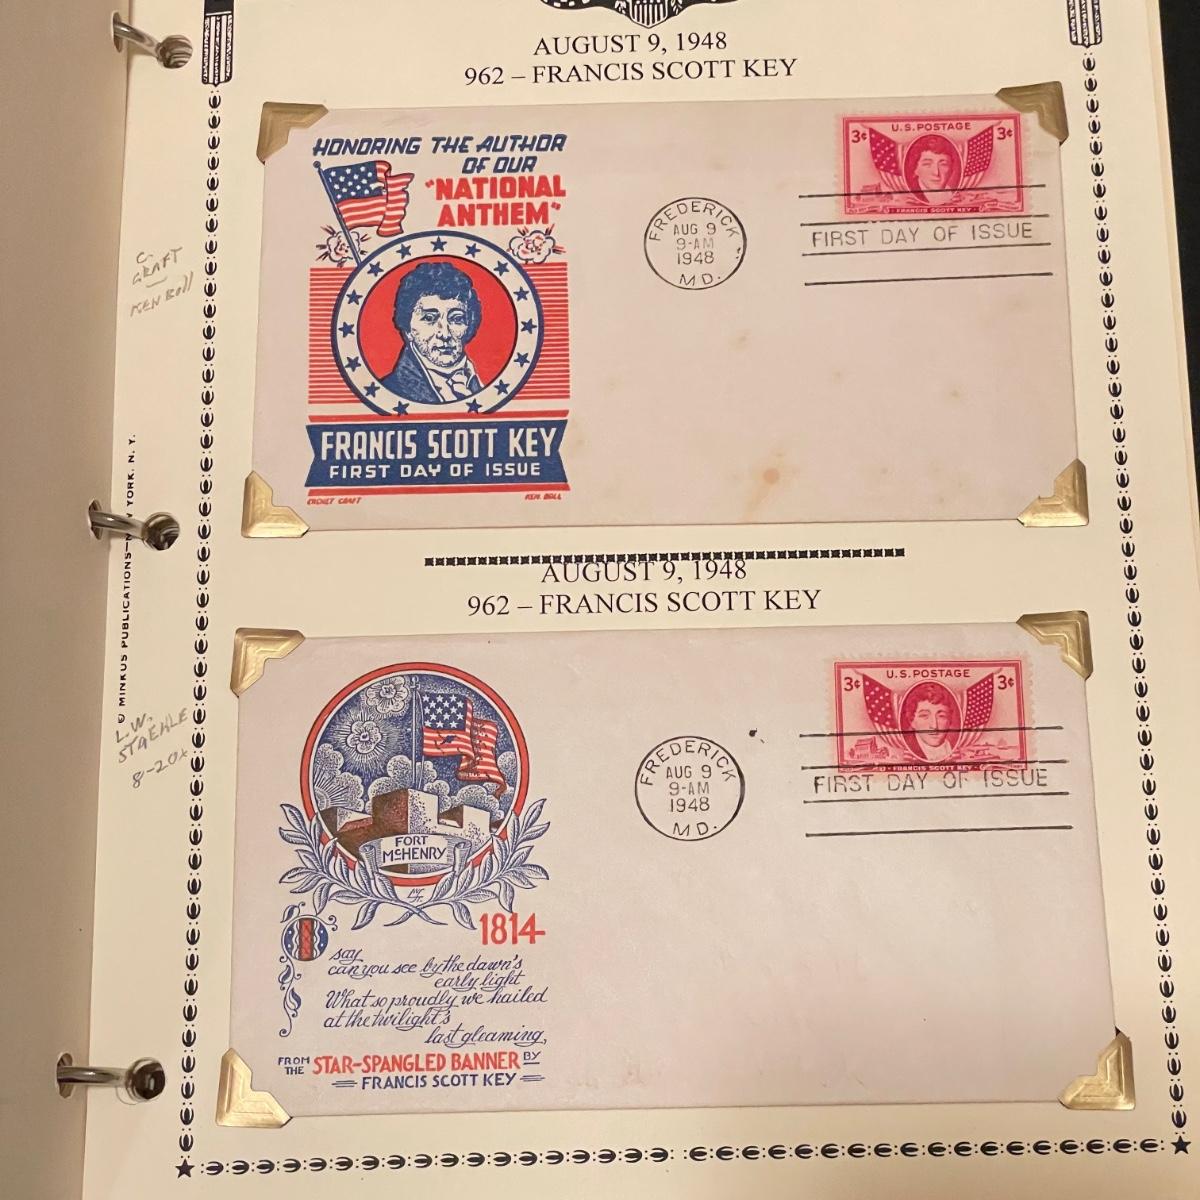 AUGUST 9, 1948
962 – FRANCIS SCOTT KEY
HONORING THE AUTHOR
OF OUR
"NATIONAL
ANTHEM"
FRANCIS SCOTT KEY
FIRST DAY OF ISSUE
CACHET CRAFT
KEN BOLL
FREDERICK
AUG 9
9-AM
1948
MD.
U.S. POSTAGE
3¢ 3¢
FRANCIS SCOTT KEY
FIRST DAY OF ISSUE
C.
CRAFT
KEN Boll
© MINKUS PUBLICATIONS—N YORK, N. Y.
AUGUST 9, 1948
962 – FRANCIS SCOTT KEY
FORT
McHENRY
1814
O say
can you see by the dawn's
early light
What so proudly we hailed
at the twilight's
last gleaming,
FROM THE STAR-SPANGLED BANNER BY
FRANCIS SCOTT KEY
FREDERICK
AUG 9
9-AM
1948
MD.
U.S. POSTAGE
3¢ 3¢
FRANCIS SCOTT KEY
FIRST DAY OF ISSUE
L.W.
STAEHLE